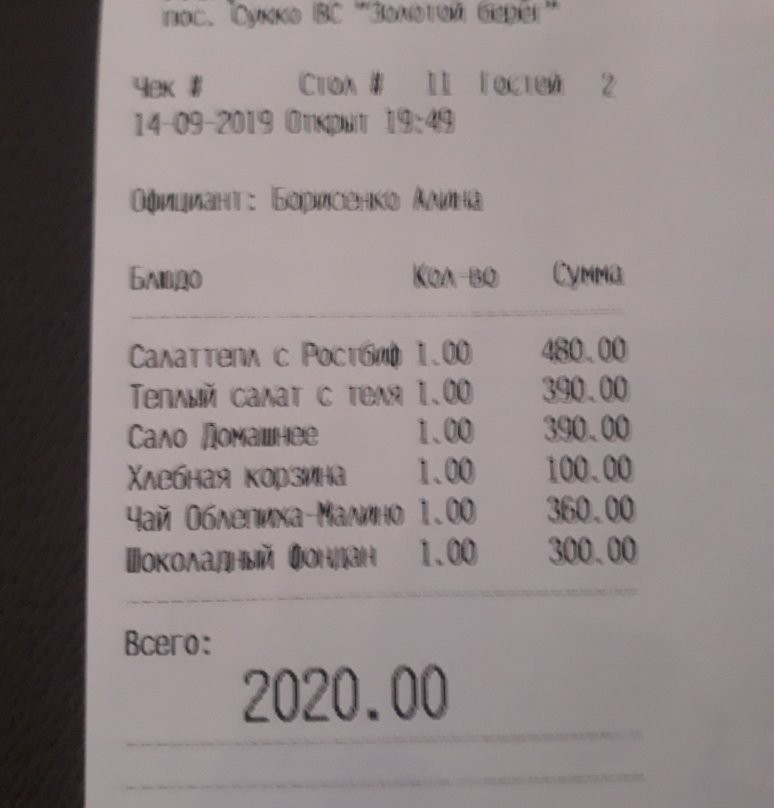 пос. Сукко ВС "Золотой берег"
Чек # Стол # 11 Гостей 2
14-09-2019 Открыт 19:49
Официант: Борисенко Алина
Блюдо Кол-во Сумма
Салаттепл с Ростбиф 1.00 480.00
Теплый салат с теля 1.00 390.00
Сало Домашнее 1.00 390.00
Хлебная корзина 1.00 100.00
Чай Облепиха-Малино 1.00 360.00
Шоколадный Фондан 1.00 300.00
Всего:
2020.00